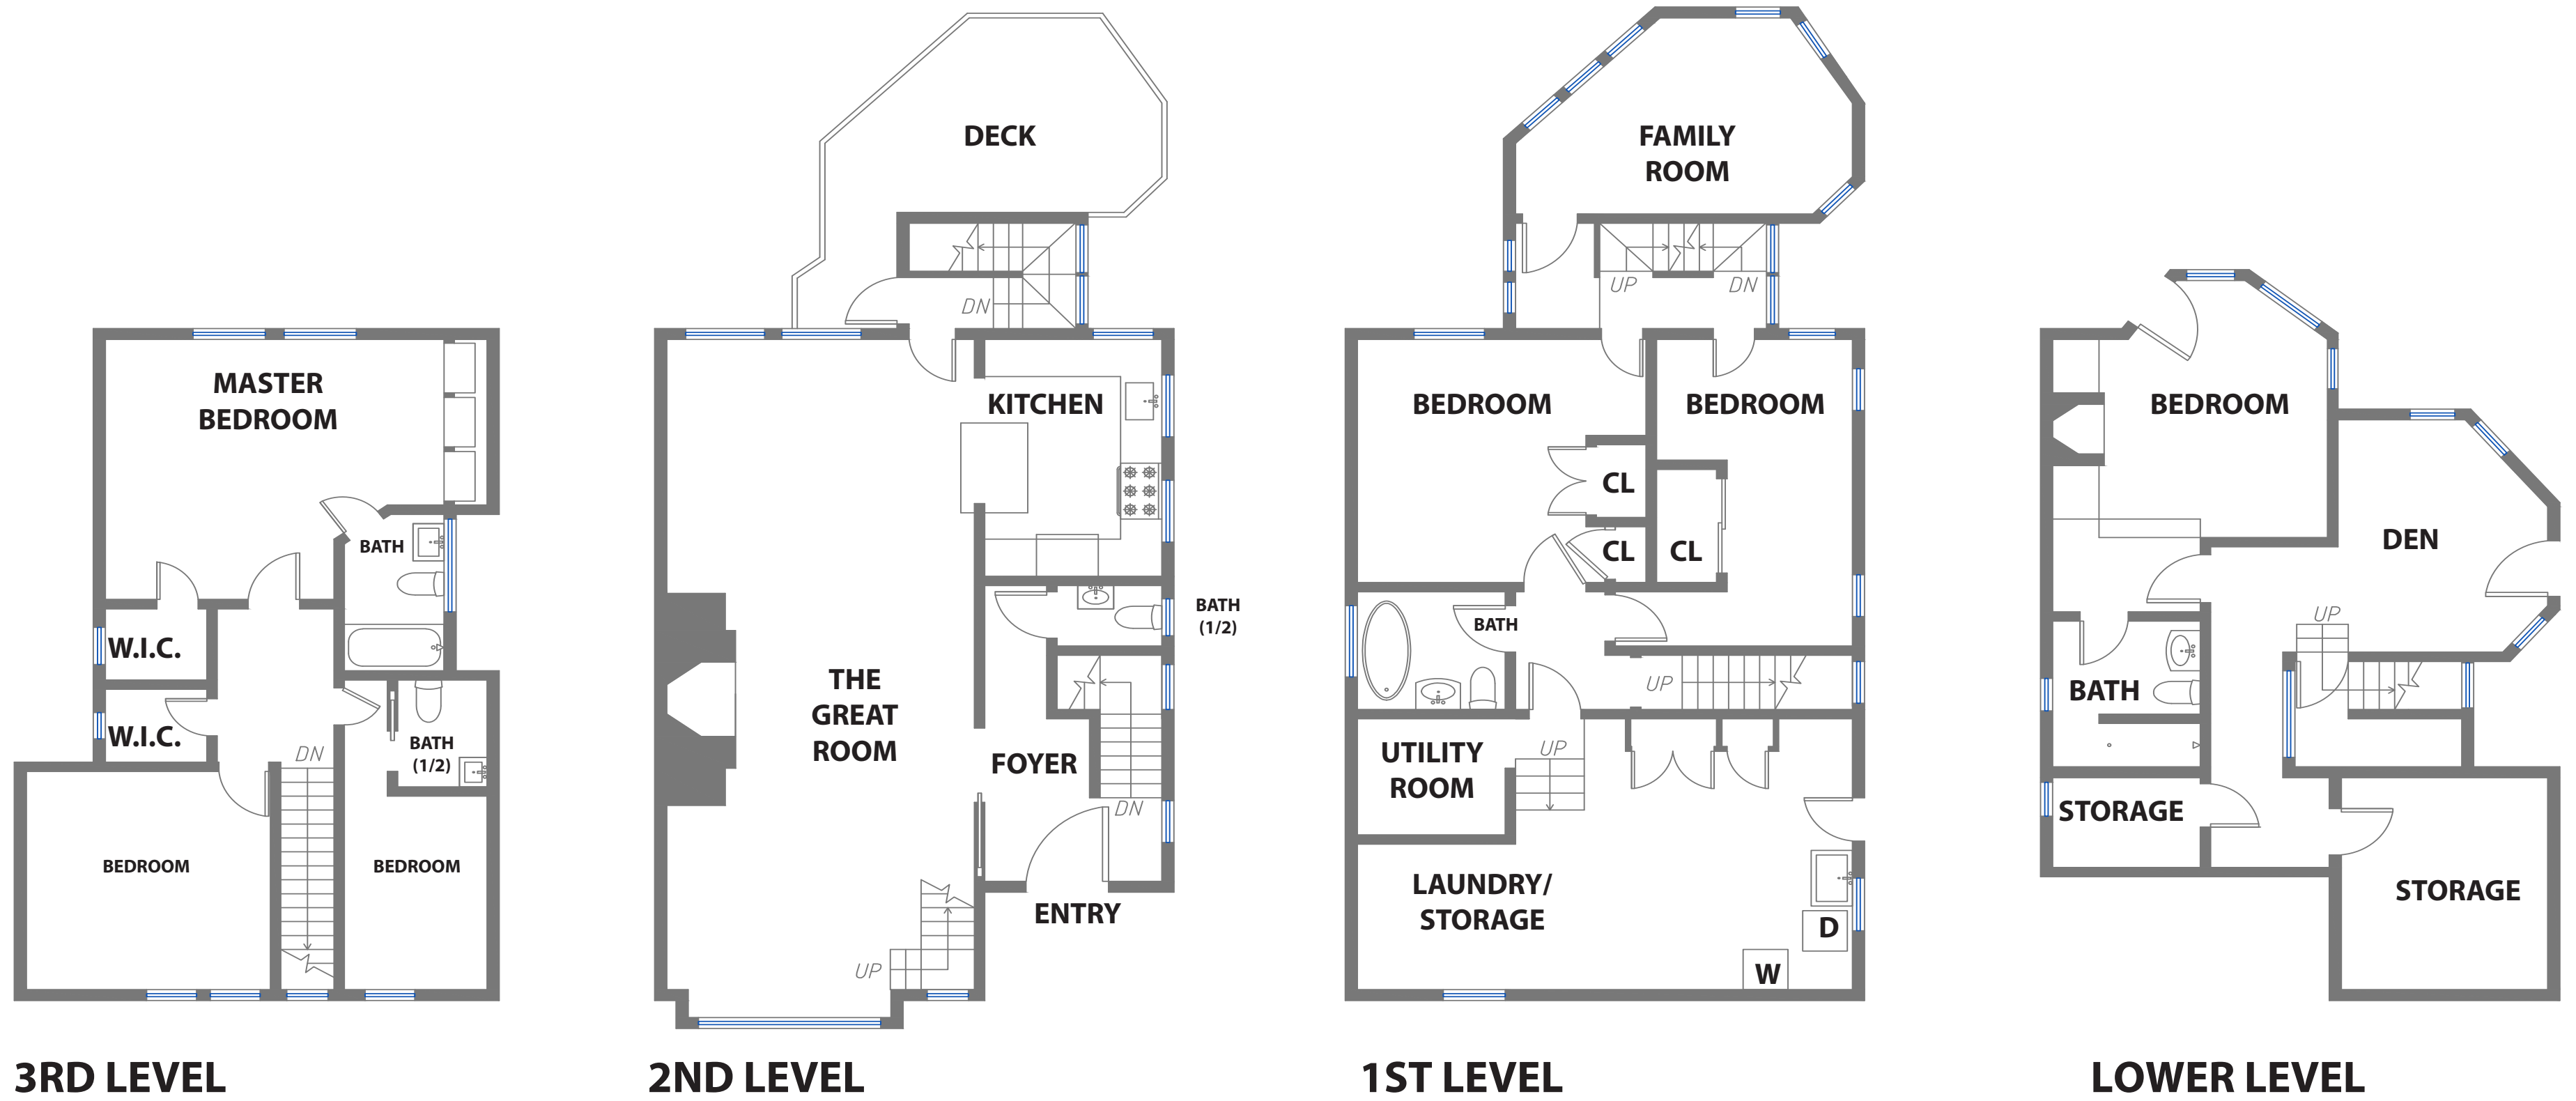 MASTER
BEDROOM
BATH
W.I.C.
W.I.C.
DN
BATH
(1/2)
BEDROOM
BEDROOM
3RD LEVEL
DECK
DN
KITCHEN
BATH
(1/2)
THE
GREAT
ROOM
FOYER
DN
ENTRY
UP
2ND LEVEL
FAMILY
ROOM
UP
DN
BEDROOM
BEDROOM
CL
CL
CL
BATH
UP
UTILITY
ROOM
UP
LAUNDRY/
STORAGE
D
W
1ST LEVEL
BEDROOM
DEN
UP
BATH
STORAGE
STORAGE
LOWER LEVEL